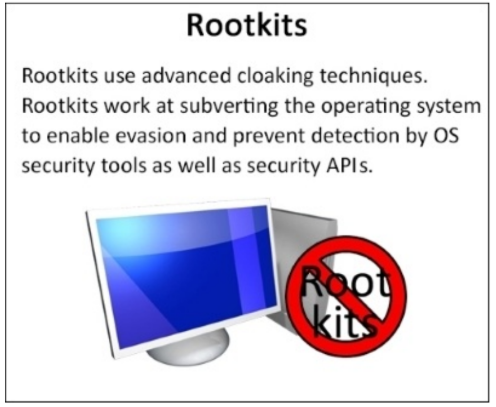 Rootkits
Rootkits use advanced cloaking techniques.
Rootkits work at subverting the operating system
to enable evasion and prevent detection by OS
security tools as well as security APIs.
Root
kits